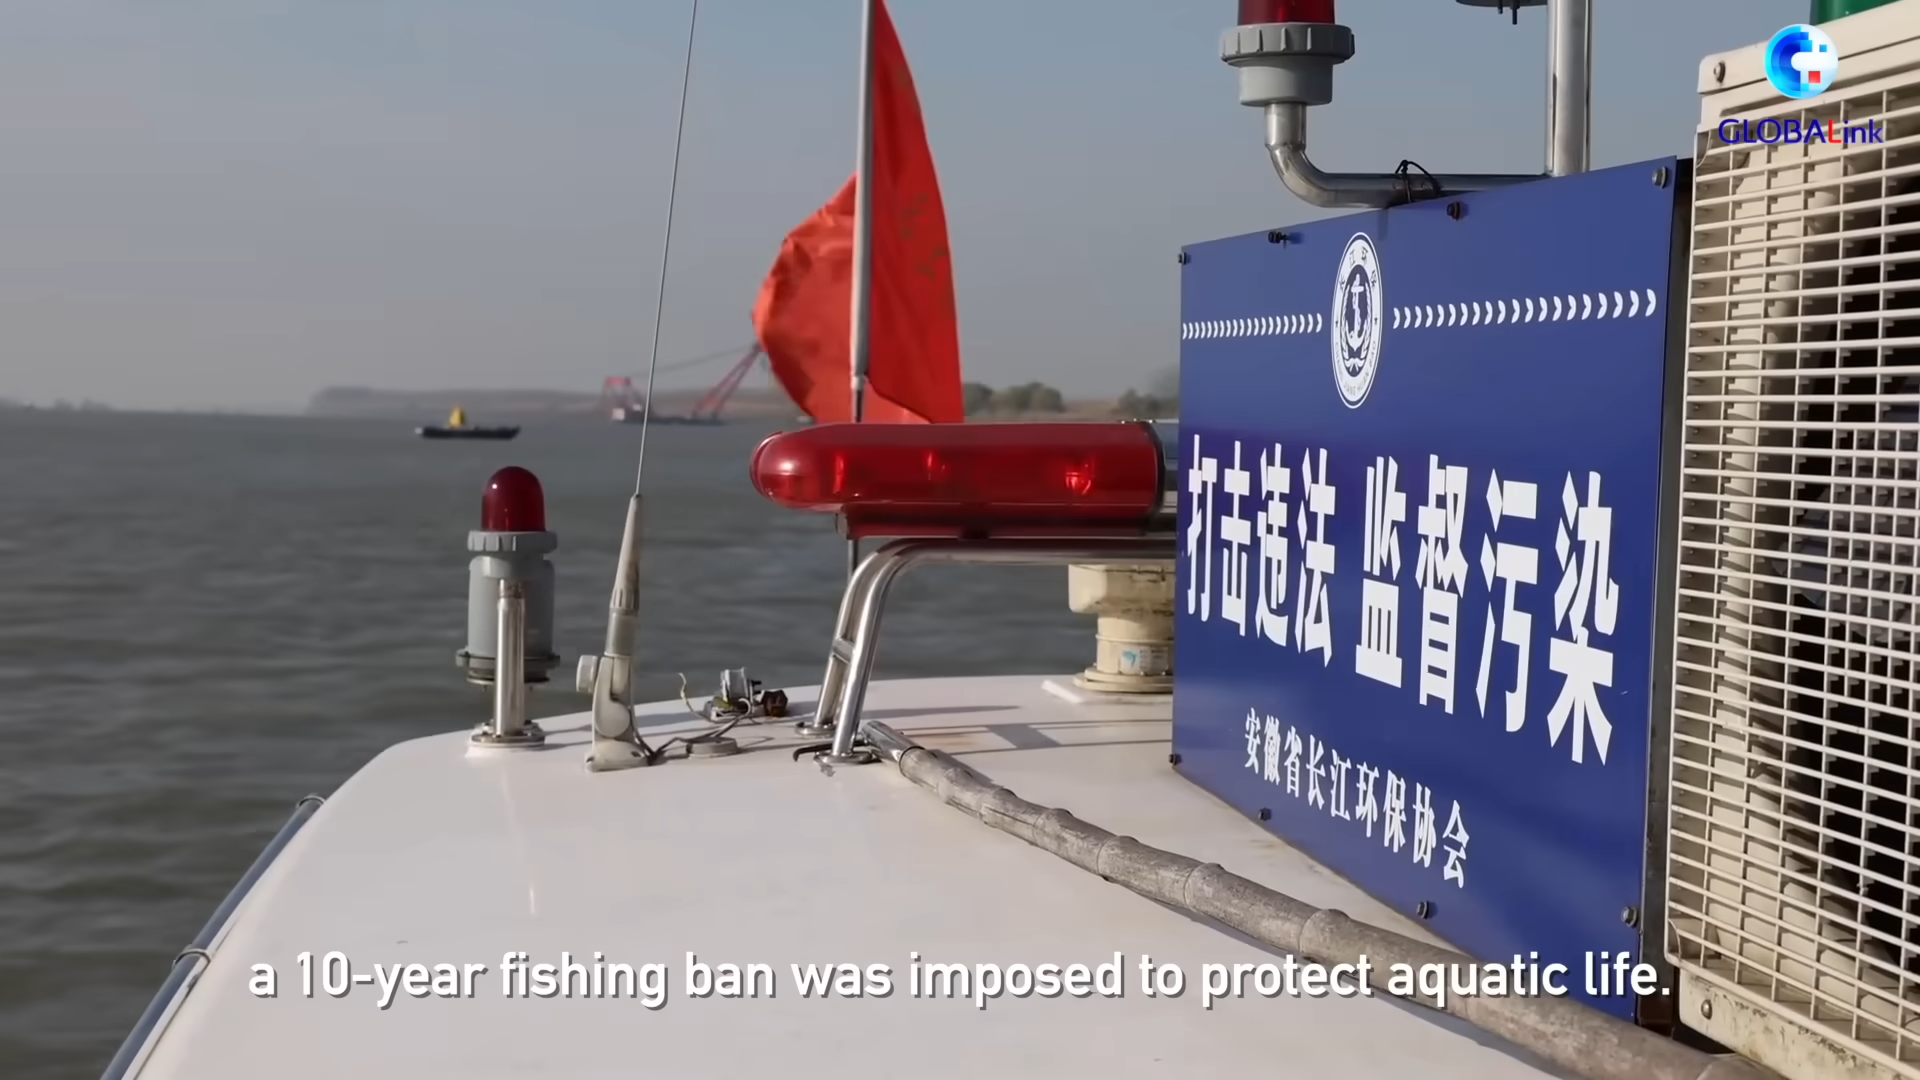 GLOBALink
打击违法 监督污染
安徽省长江环保协会
a 10-year fishing ban was imposed to protect aquatic life.